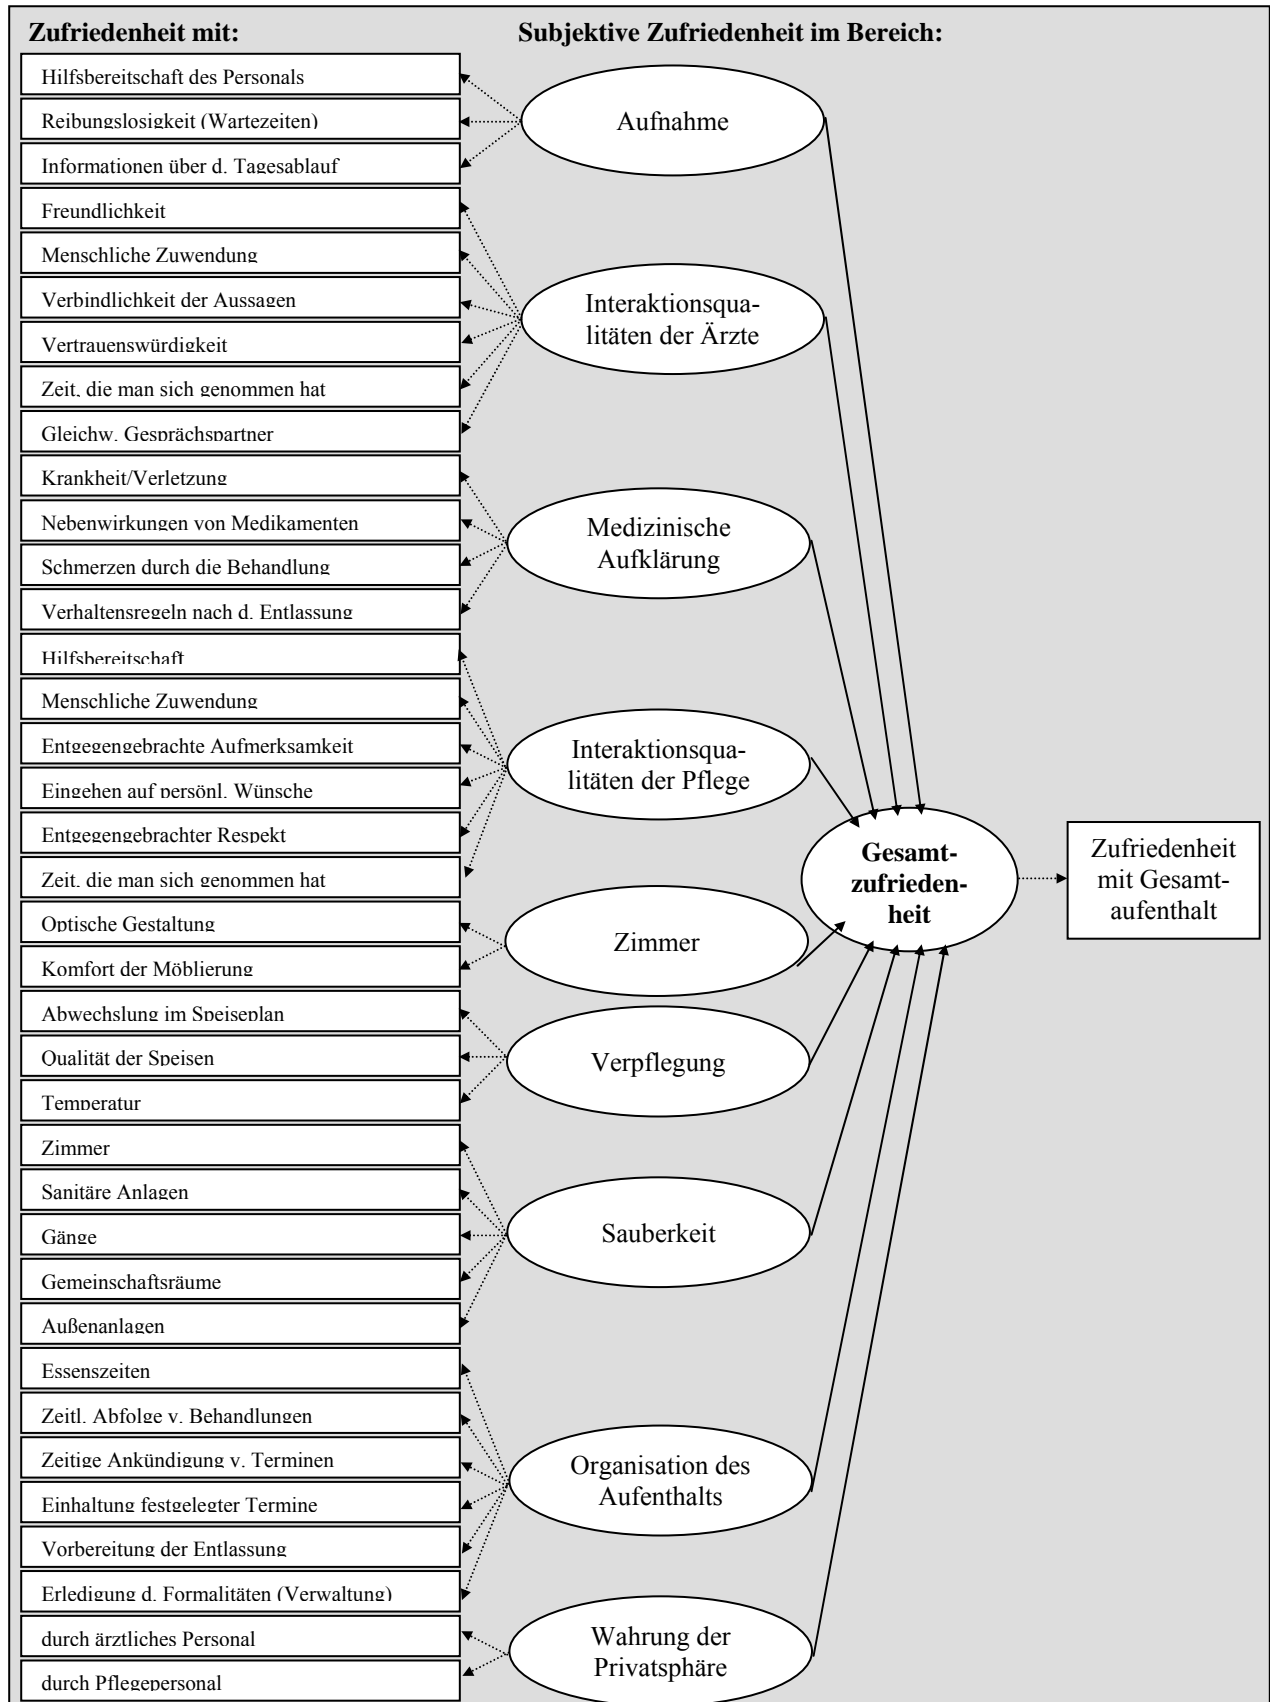 Zufriedenheit mit:
Subjektive Zufriedenheit im Bereich:
Hilfsbereitschaft des Personals
Reibungslosigkeit (Wartezeiten)
Informationen über d. Tagesablauf
Aufnahme
Freundlichkeit
Menschliche Zuwendung
Verbindlichkeit der Aussagen
Vertrauenswürdigkeit
Zeit, die man sich genommen hat
Gleichw. Gesprächspartner
Interaktionsqua-
litäten der Ärzte
Krankheit/Verletzung
Nebenwirkungen von Medikamenten
Schmerzen durch die Behandlung
Verhaltensregeln nach d. Entlassung
Medizinische
Aufklärung
Hilfsbereitschaft
Menschliche Zuwendung
Entgegengebrachte Aufmerksamkeit
Eingehen auf persönl. Wünsche
Entgegengebrachter Respekt
Zeit, die man sich genommen hat
Interaktionsqua-
litäten der Pflege
Optische Gestaltung
Komfort der Möblierung
Zimmer
Abwechslung im Speiseplan
Qualität der Speisen
Temperatur
Verpflegung
Zimmer
Sanitäre Anlagen
Gänge
Gemeinschaftsräume
Außenanlagen
Sauberkeit
Essenszeiten
Zeitl. Abfolge v. Behandlungen
Zeitige Ankündigung v. Terminen
Einhaltung festgelegter Termine
Vorbereitung der Entlassung
Erledigung d. Formalitäten (Verwaltung)
Organisation des
Aufenthalts
durch ärztliches Personal
durch Pflegepersonal
Wahrung der
Privatsphäre
Gesamt-
zufrieden-
heit
Zufriedenheit
mit Gesamt-
aufenthalt